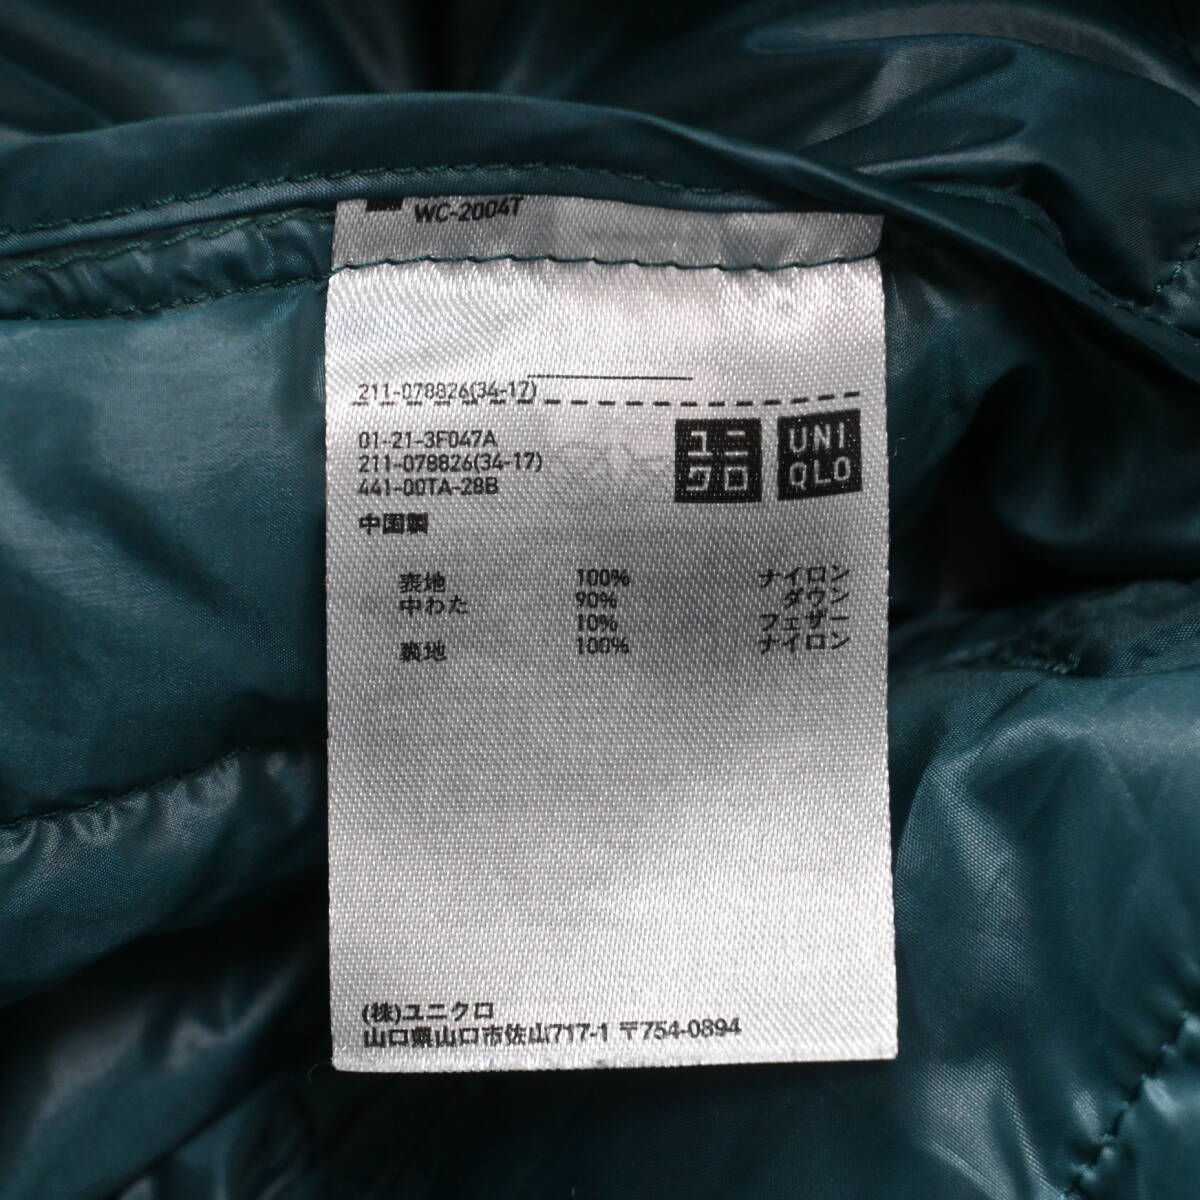 WC-2004T
211-078826(34-17)
01-21-3F047A
211-078826(34-17)
441-00TA-28B
ユニ
クロ
UNI
QLO
中国製
表地 100% ナイロン
中わた 90% ダウン
10% フェザー
裏地 100% ナイロン
(株)ユニクロ
山口県山口市佐山717-1 〒754-0894